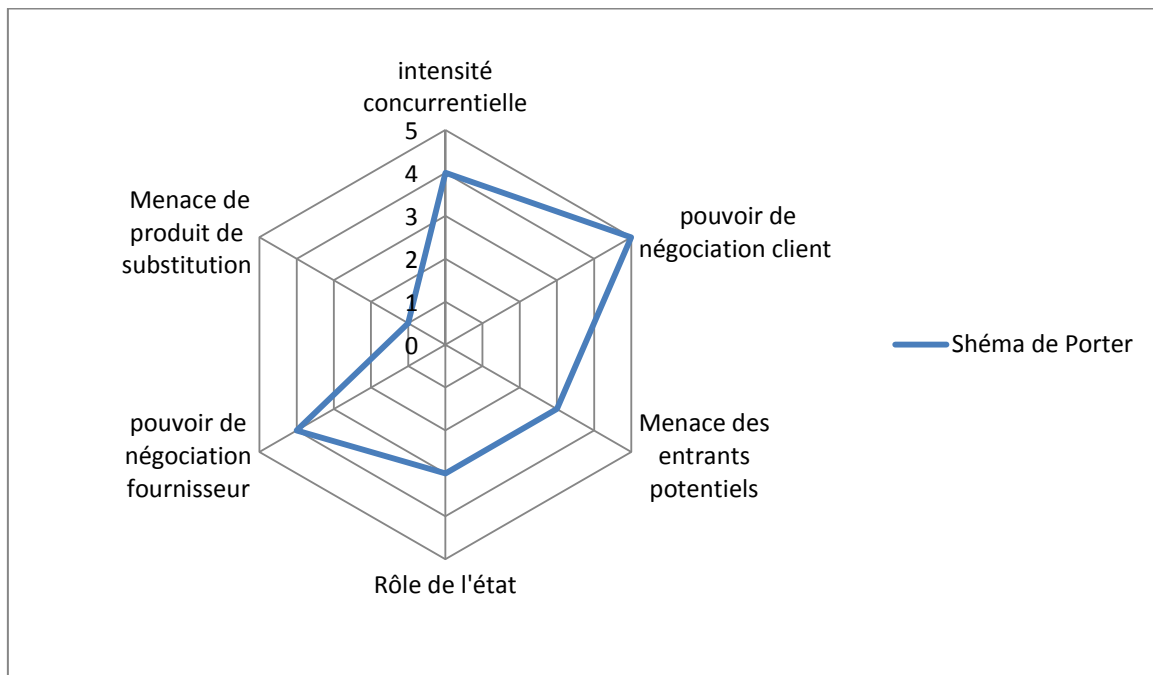 intensité
concurrentielle
5
4
3
2
1
0
pouvoir de
négociation client
Menace des
entrants
potentiels
Rôle de l'état
pouvoir de
négociation
fournisseur
Menace de
produit de
substitution
Shéma de Porter